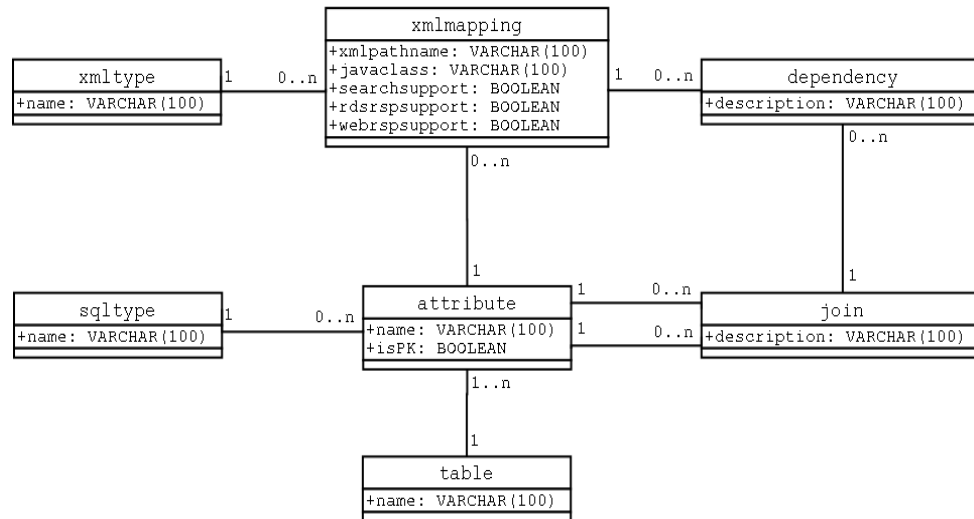 xmlmapping
+xmlpathname: VARCHAR(100)
+javaclass: VARCHAR(100)
+searchsupport: BOOLEAN
+rdsrspsupport: BOOLEAN
+webrspsupport: BOOLEAN
xmltype
+name: VARCHAR(100)
1
0..n
1
0..n
dependency
+description: VARCHAR(100)
0..n
0..n
1
1
sqltype
+name: VARCHAR(100)
1
0..n
attribute
+name: VARCHAR(100)
+isPK: BOOLEAN
1
0..n
1
0..n
join
+description: VARCHAR(100)
1..n
1
table
+name: VARCHAR(100)